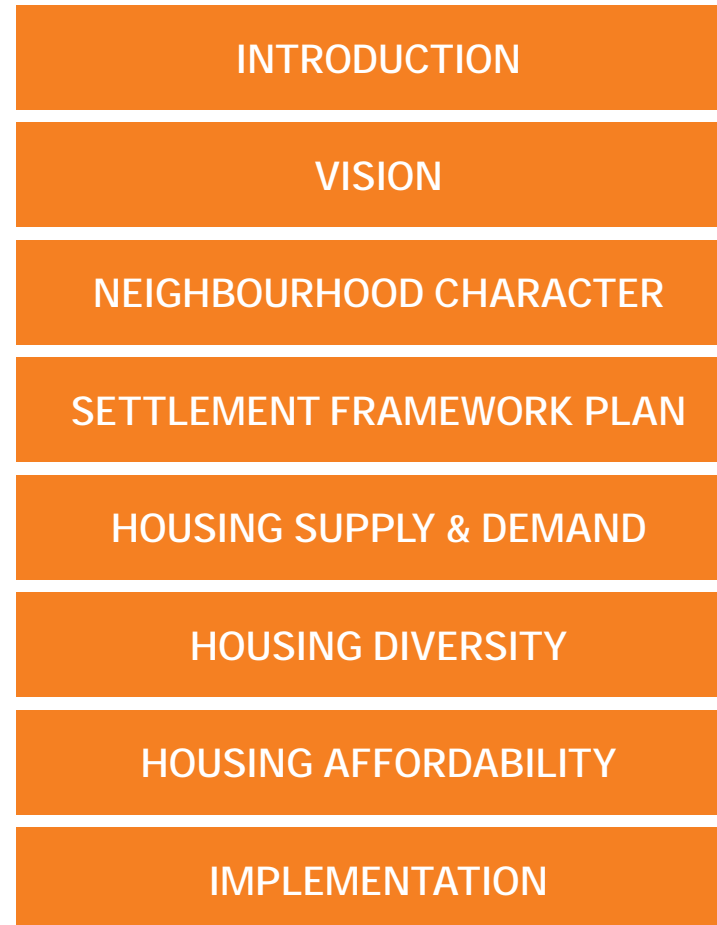 INTRODUCTION
VISION
NEIGHBOURHOOD CHARACTER
SETTLEMENT FRAMEWORK PLAN
HOUSING SUPPLY & DEMAND
HOUSING DIVERSITY
HOUSING AFFORDABILITY
IMPLEMENTATION